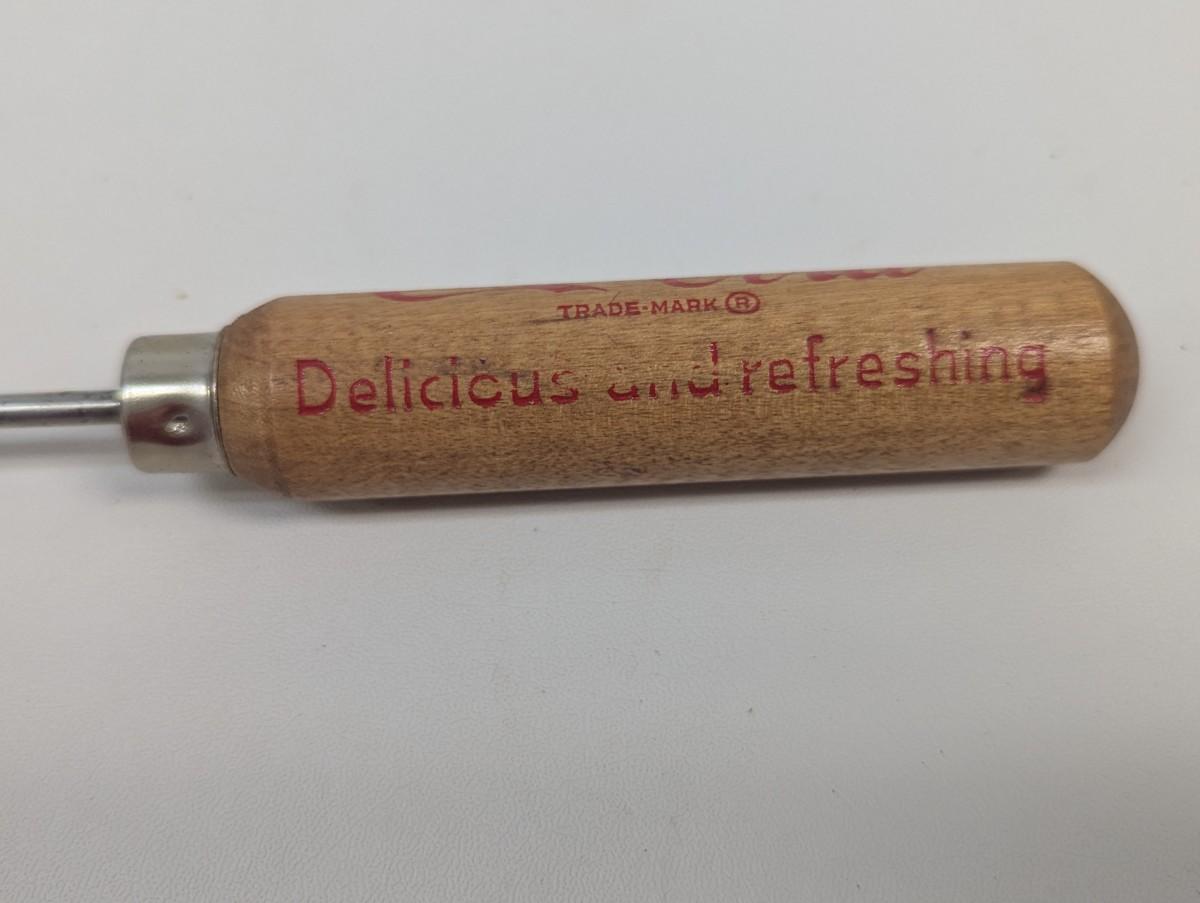 TRADE-MARK ®
Delicious and refreshing